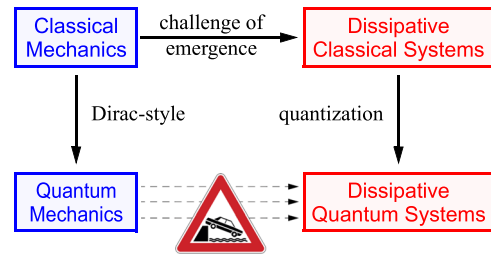 Classical
Mechanics
challenge of
emergence
Dissipative
Classical Systems
Dirac-style
quantization
Quantum
Mechanics
Dissipative
Quantum Systems